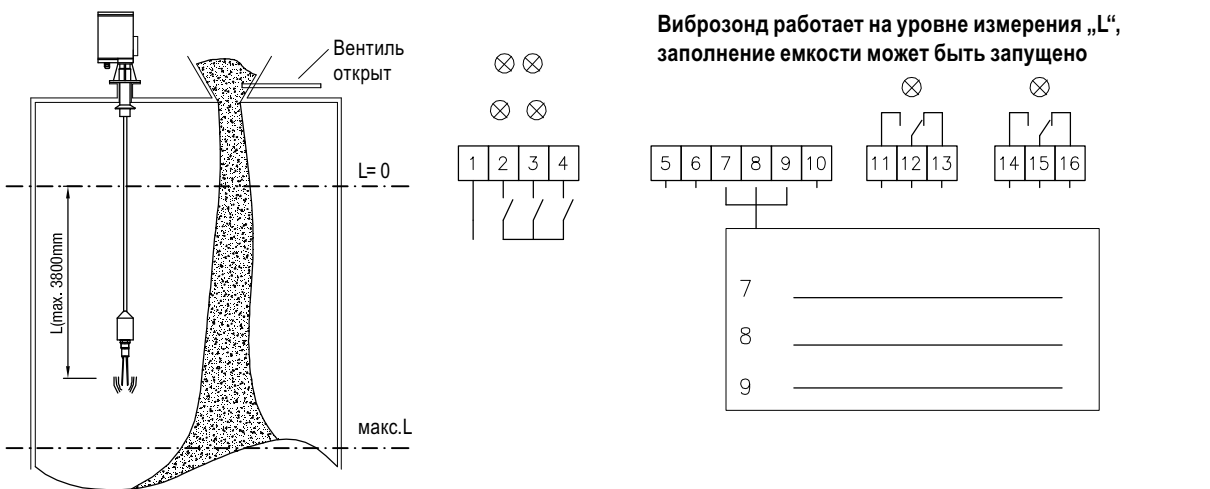 Виброзонд работает на уровне измерения „L“,
заполнение емкости может быть запущено
Вентиль
открыт
L= 0
L(max. 3800mm
макс.L
1 2 3 4
5 6 7 8 9 10
11 12 13
14 15 16
7
8
9